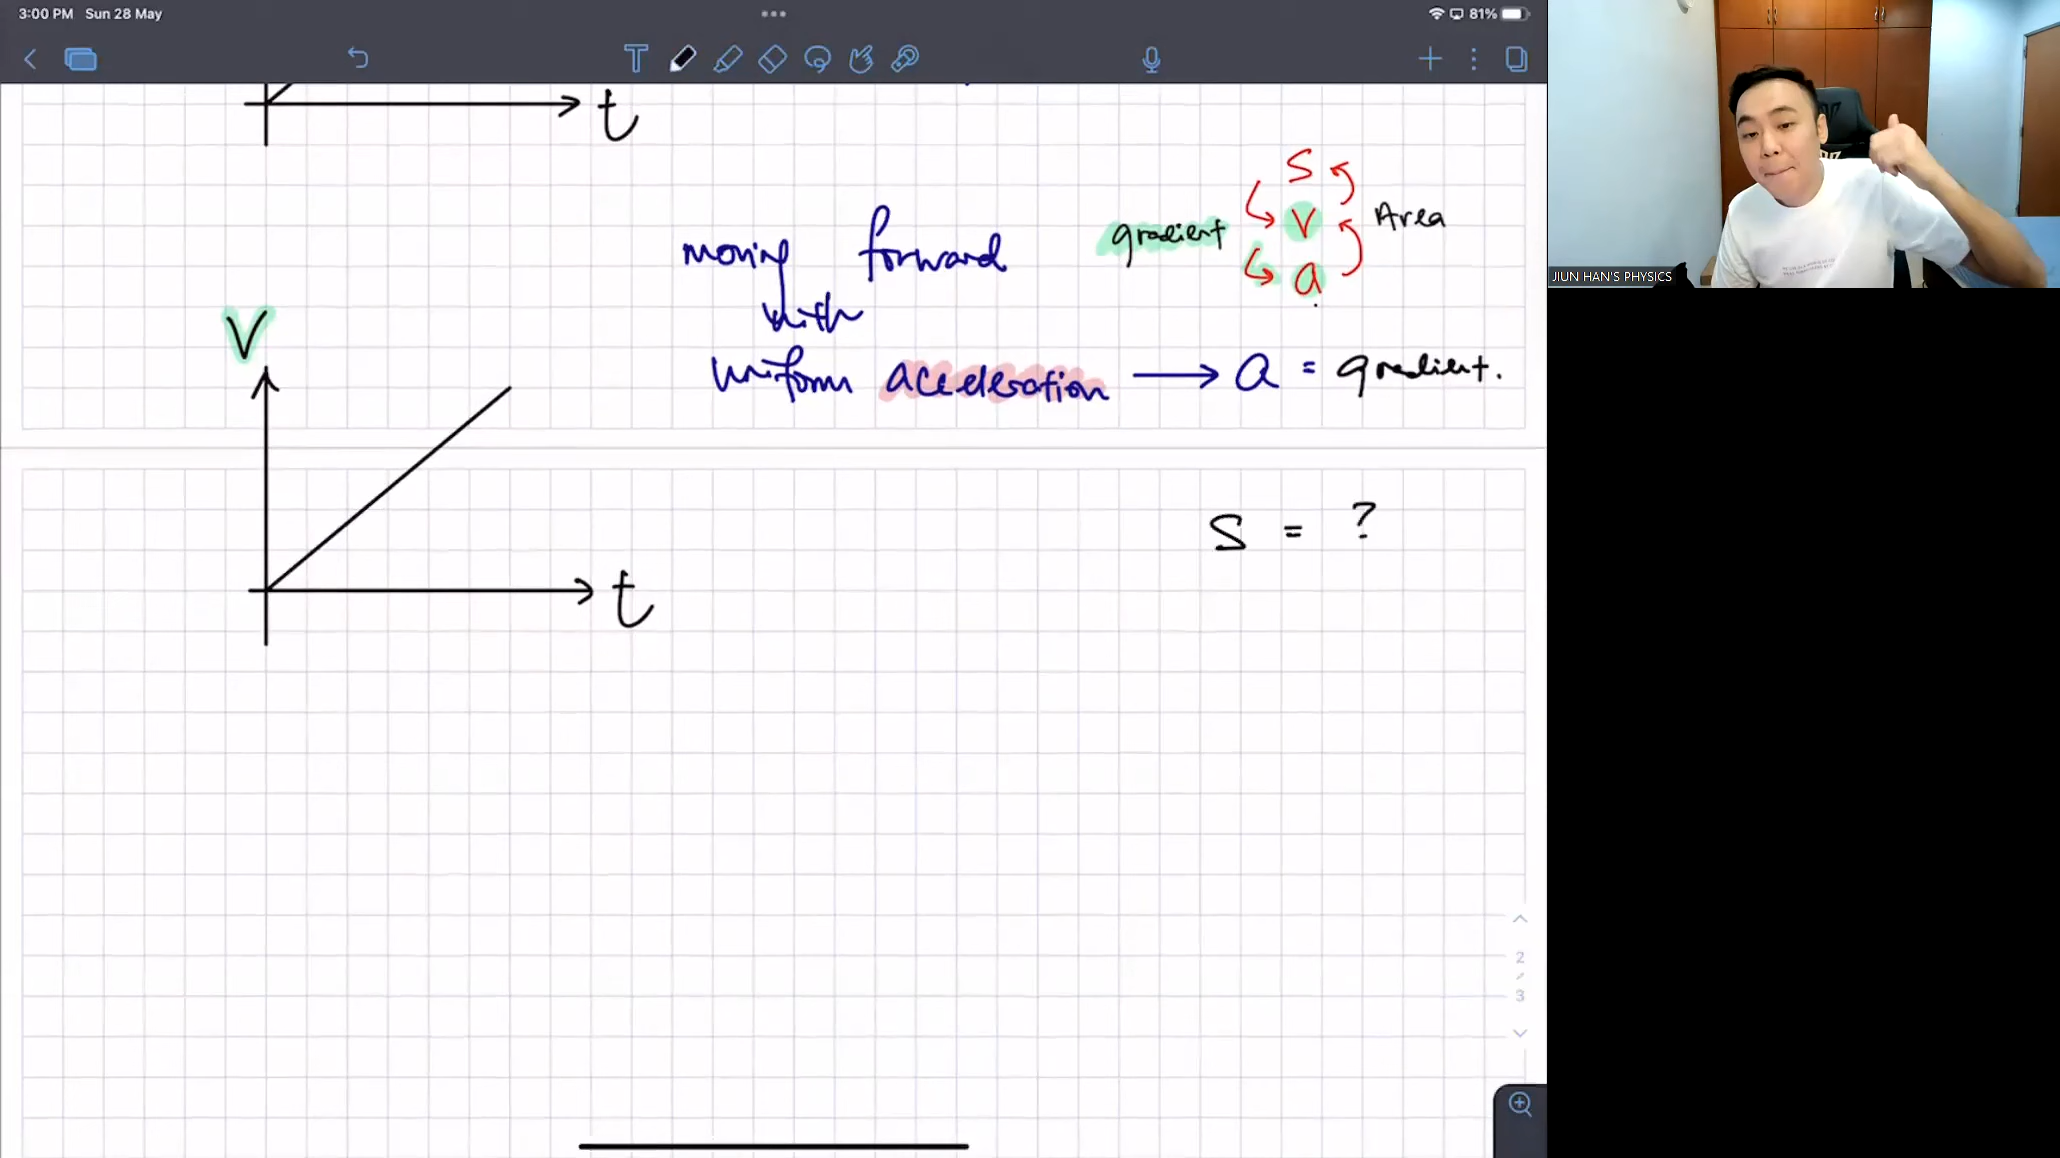 3:00 PM Sun 28 May
81%
t
s
v
a
gradient
Area
moving forward
with
uniform acceleration → a = gradient.
V
t
s = ?
JIUN HAN'S PHYSICS
2
3